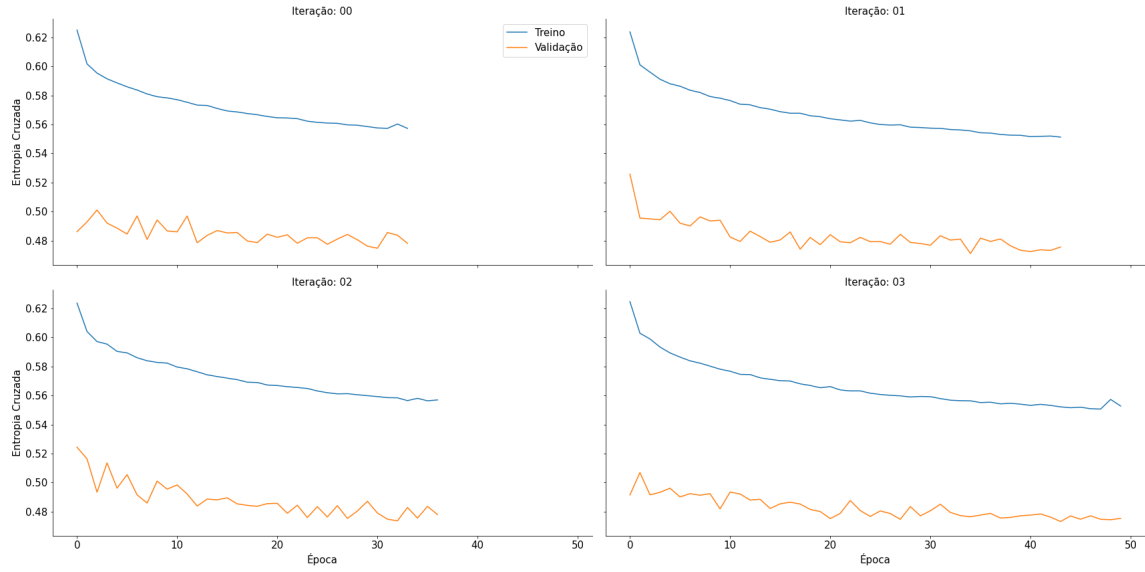 Iteração: 00
Iteração: 01
0.62
0.60
0.58
0.56
0.54
0.52
0.50
0.48
Entropia Cruzada
Treino
Validação
Iteração: 02
Iteração: 03
0.62
0.60
0.58
0.56
0.54
0.52
0.50
0.48
Entropia Cruzada
0
10
20
30
40
50
Época
0
10
20
30
40
50
Época